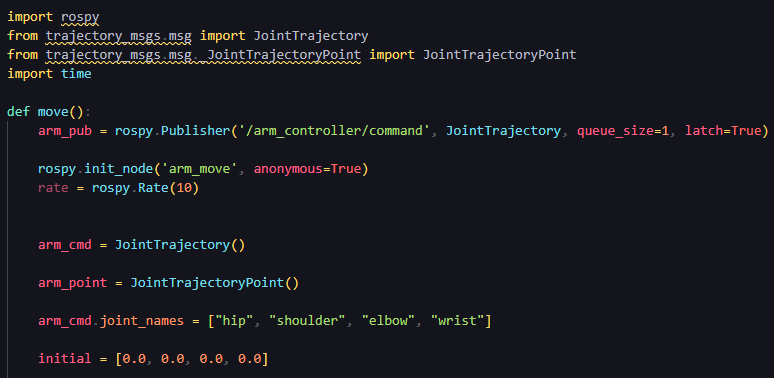 import rospy
from trajectory_msgs.msg import JointTrajectory
from trajectory_msgs.msg._JointTrajectoryPoint import JointTrajectoryPoint
import time
def move():
arm_pub = rospy.Publisher('/arm_controller/command', JointTrajectory, queue_size=1, latch=True)
rospy.init_node('arm_move', anonymous=True)
rate = rospy.Rate(10)
arm_cmd = JointTrajectory()
arm_point = JointTrajectoryPoint()
arm_cmd.joint_names = ["hip", "shoulder", "elbow", "wrist"]
initial = [0.0, 0.0, 0.0, 0.0]